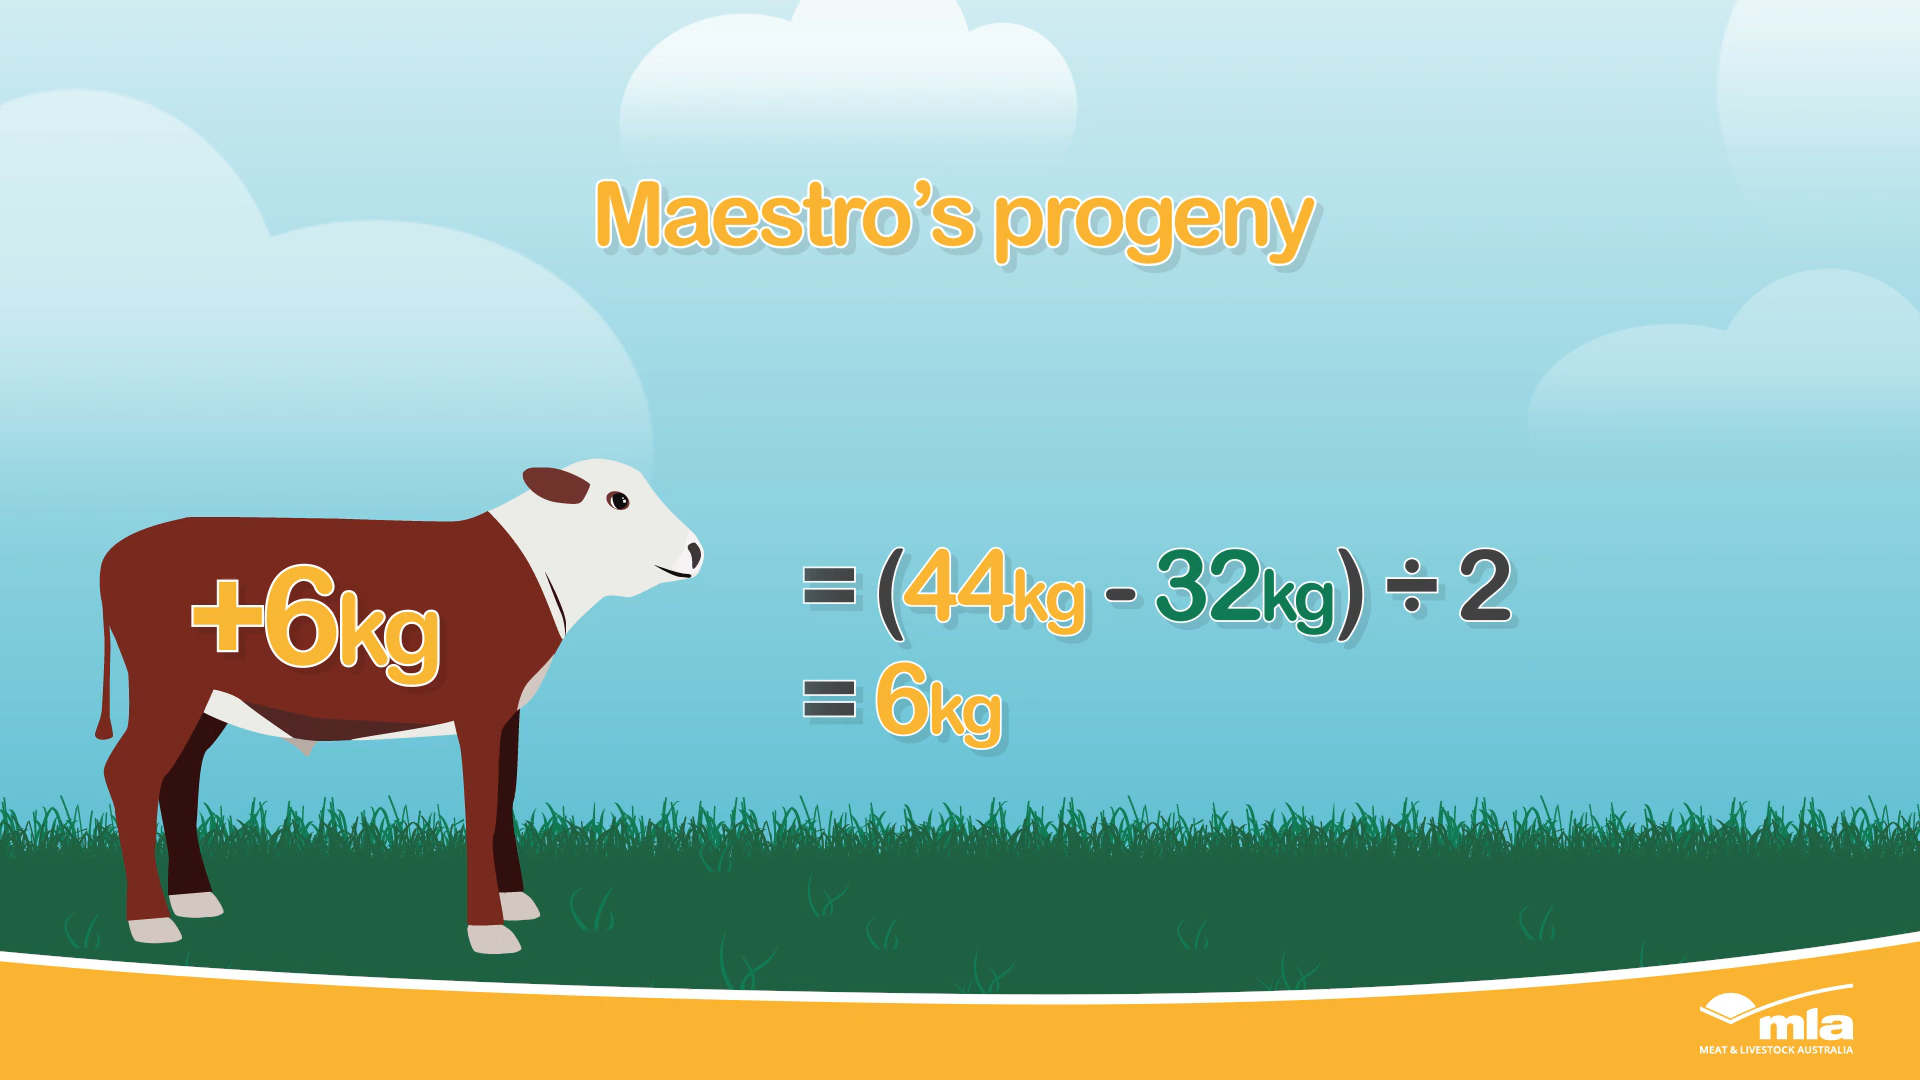 Maestro’s progeny
+6kg
= (44kg - 32kg) ÷ 2
= 6kg
mla
MEAT & LIVESTOCK AUSTRALIA